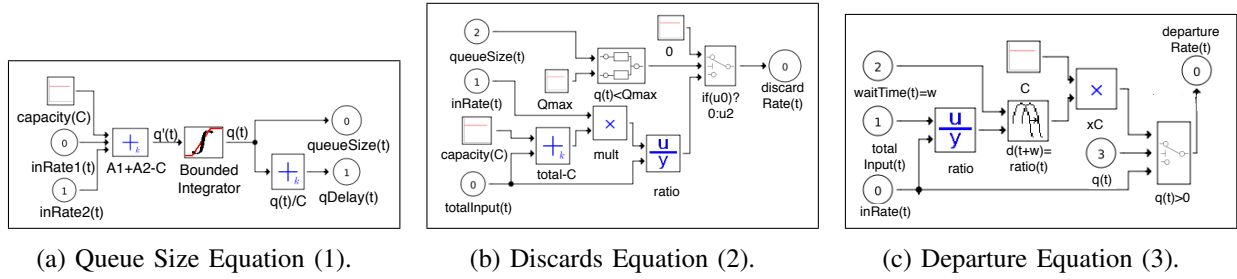 capacity(C)
0
inRate1(t)
1
inRate2(t)
+k
A1+A2-C
q'(t)
Bounded
Integrator
q(t)
+k
q(t)/C
0
queueSize(t)
1
qDelay(t)
(a) Queue Size Equation (1).
2
queueSize(t)
1
inRate(t)
capacity(C)
0
totalInput(t)
Qmax
q(t)<Qmax
+k
total-C
×
mult
u
y
ratio
0
if(u0)?
0:u2
0
discard
Rate(t)
(b) Discards Equation (2).
2
waitTime(t)=w
1
total
Input(t)
0
inRate(t)
u
y
ratio
C
d(t+w)=
ratio(t)
×
xC
3
q(t)
q(t)>0
departure
Rate(t)
0
(c) Departure Equation (3).